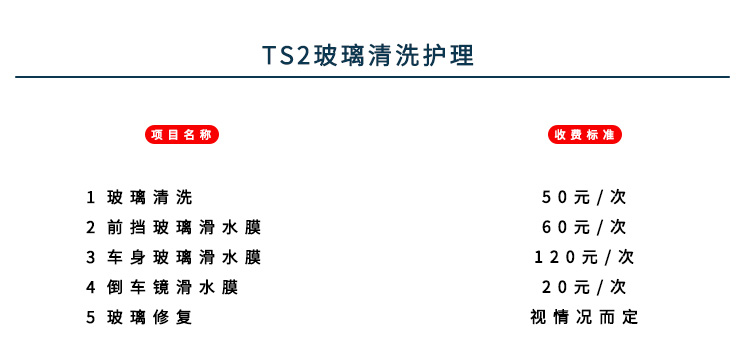 TS2玻璃清洗护理
项目名称 收费标准
1 玻璃清洗 50元/次
2 前挡玻璃滑水膜 60元/次
3 车身玻璃滑水膜 120元/次
4 倒车镜滑水膜 20元/次
5 玻璃修复 视情况而定